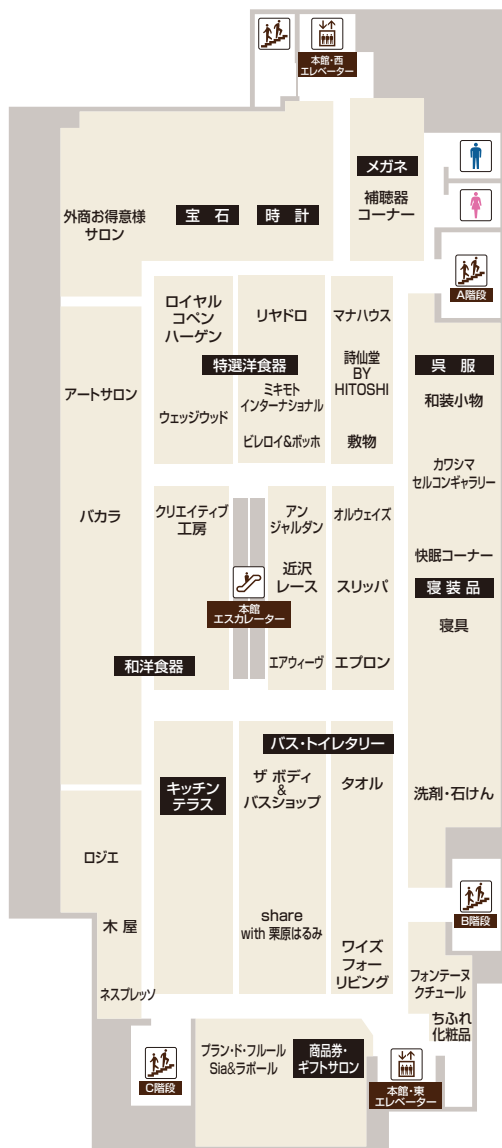 本館・西
エレベーター
メガネ
補聴器
コーナー
外商お得意様
サロン
宝 石
時 計
A階段
ロイヤル
コペン
ハーゲン
リヤドロ
マナハウス
特選洋食器
詩仙堂
BY
HITOSHI
呉 服
アートサロン
ミキモト
インターナショナル
和装小物
ウェッジウッド
ビレロイ&ボッホ
敷物
カワシマ
セルコンギャラリー
バカラ
クリエイティブ
工房
アン
ジャルダン
オルウェイズ
快眠コーナー
近沢
レース
スリッパ
寝 装 品
本館
エスカレーター
寝具
和洋食器
エアウィーヴ
エプロン
バス・トイレタリー
キッチン
テラス
ザ ボディ
&
バスショップ
タオル
洗剤・石けん
ロジエ
木 屋
share
with 栗原はるみ
B階段
ワイズ
フォー
リビング
フォンテーヌ
クチュール
ネスプレッソ
ちふれ
化粧品
C階段
ブラン・ド・フルール
Sia&ラポール
商品券・
ギフトサロン
本館・東
エレベーター